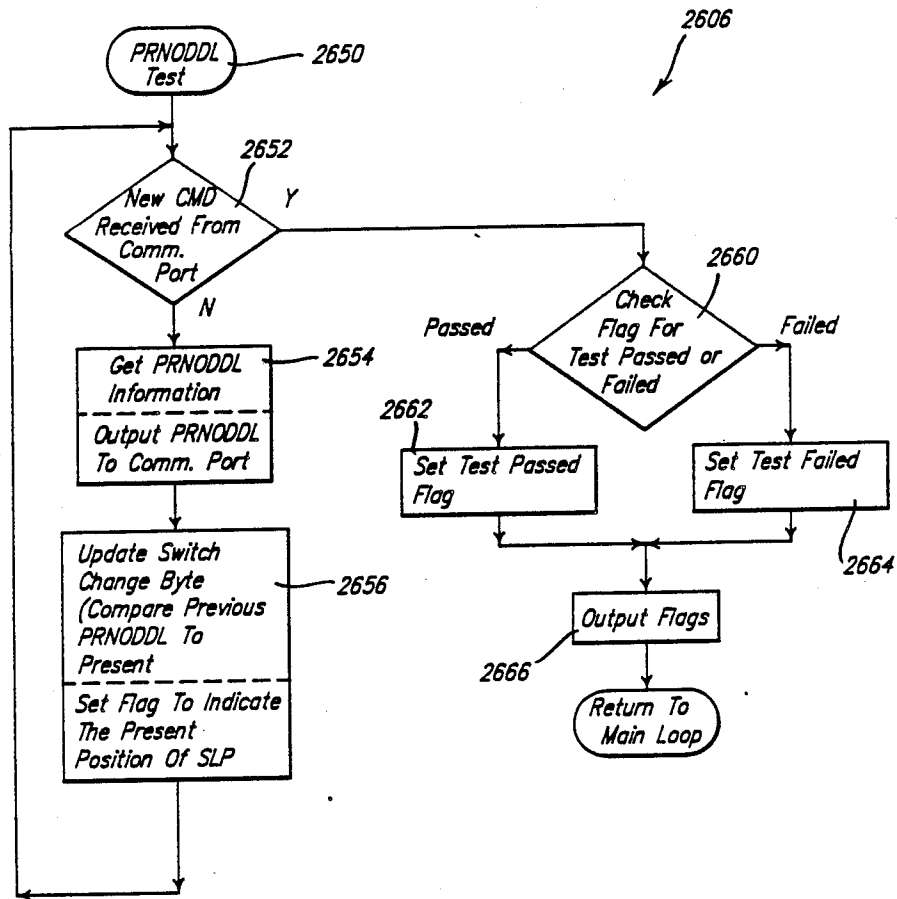 2606
PRNODDL
Test
2650
2652
New CMD
Received From
Comm.
Port
Y
N
2654
Get PRNODDL
Information
Output PRNODDL
To Comm. Port
2656
Update Switch
Change Byte
(Compare Previous
PRNODDL To
Present
Set Flag To Indicate
The Present
Position Of SLP
2660
Check
Flag For
Test Passed or
Failed
Passed
Failed
2662
Set Test Passed
Flag
Set Test Failed
Flag
2664
Output Flags
2666
Return To
Main Loop